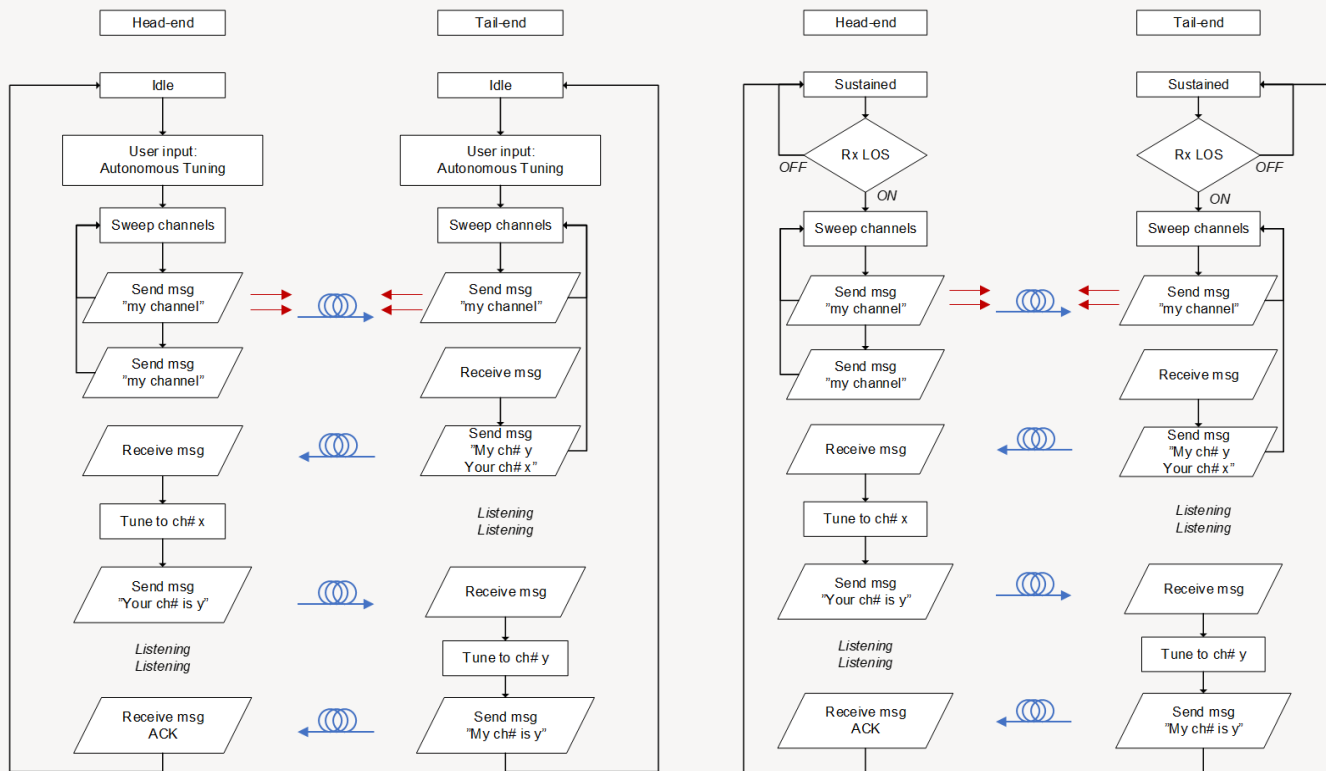 Head-end
Tail-end
Idle
Idle
User input:
Autonomous Tuning
User input:
Autonomous Tuning
Sweep channels
Sweep channels
Send msg
"my channel"
Send msg
"my channel"
Send msg
"my channel"
Receive msg
Receive msg
Send msg
"My ch# y
Your ch# x"
Tune to ch# x
Listening
Listening
Send msg
"Your ch# is y"
Receive msg
Listening
Listening
Tune to ch# y
Receive msg
ACK
Send msg
"My ch# is y"
Head-end
Tail-end
Sustained
Sustained
Rx LOS
OFF
ON
Rx LOS
OFF
ON
Sweep channels
Sweep channels
Send msg
"my channel"
Send msg
"my channel"
Send msg
"my channel"
Receive msg
Receive msg
Send msg
"My ch# y
Your ch# x"
Tune to ch# x
Listening
Listening
Send msg
"Your ch# is y"
Receive msg
Listening
Listening
Tune to ch# y
Receive msg
ACK
Send msg
"My ch# is y"